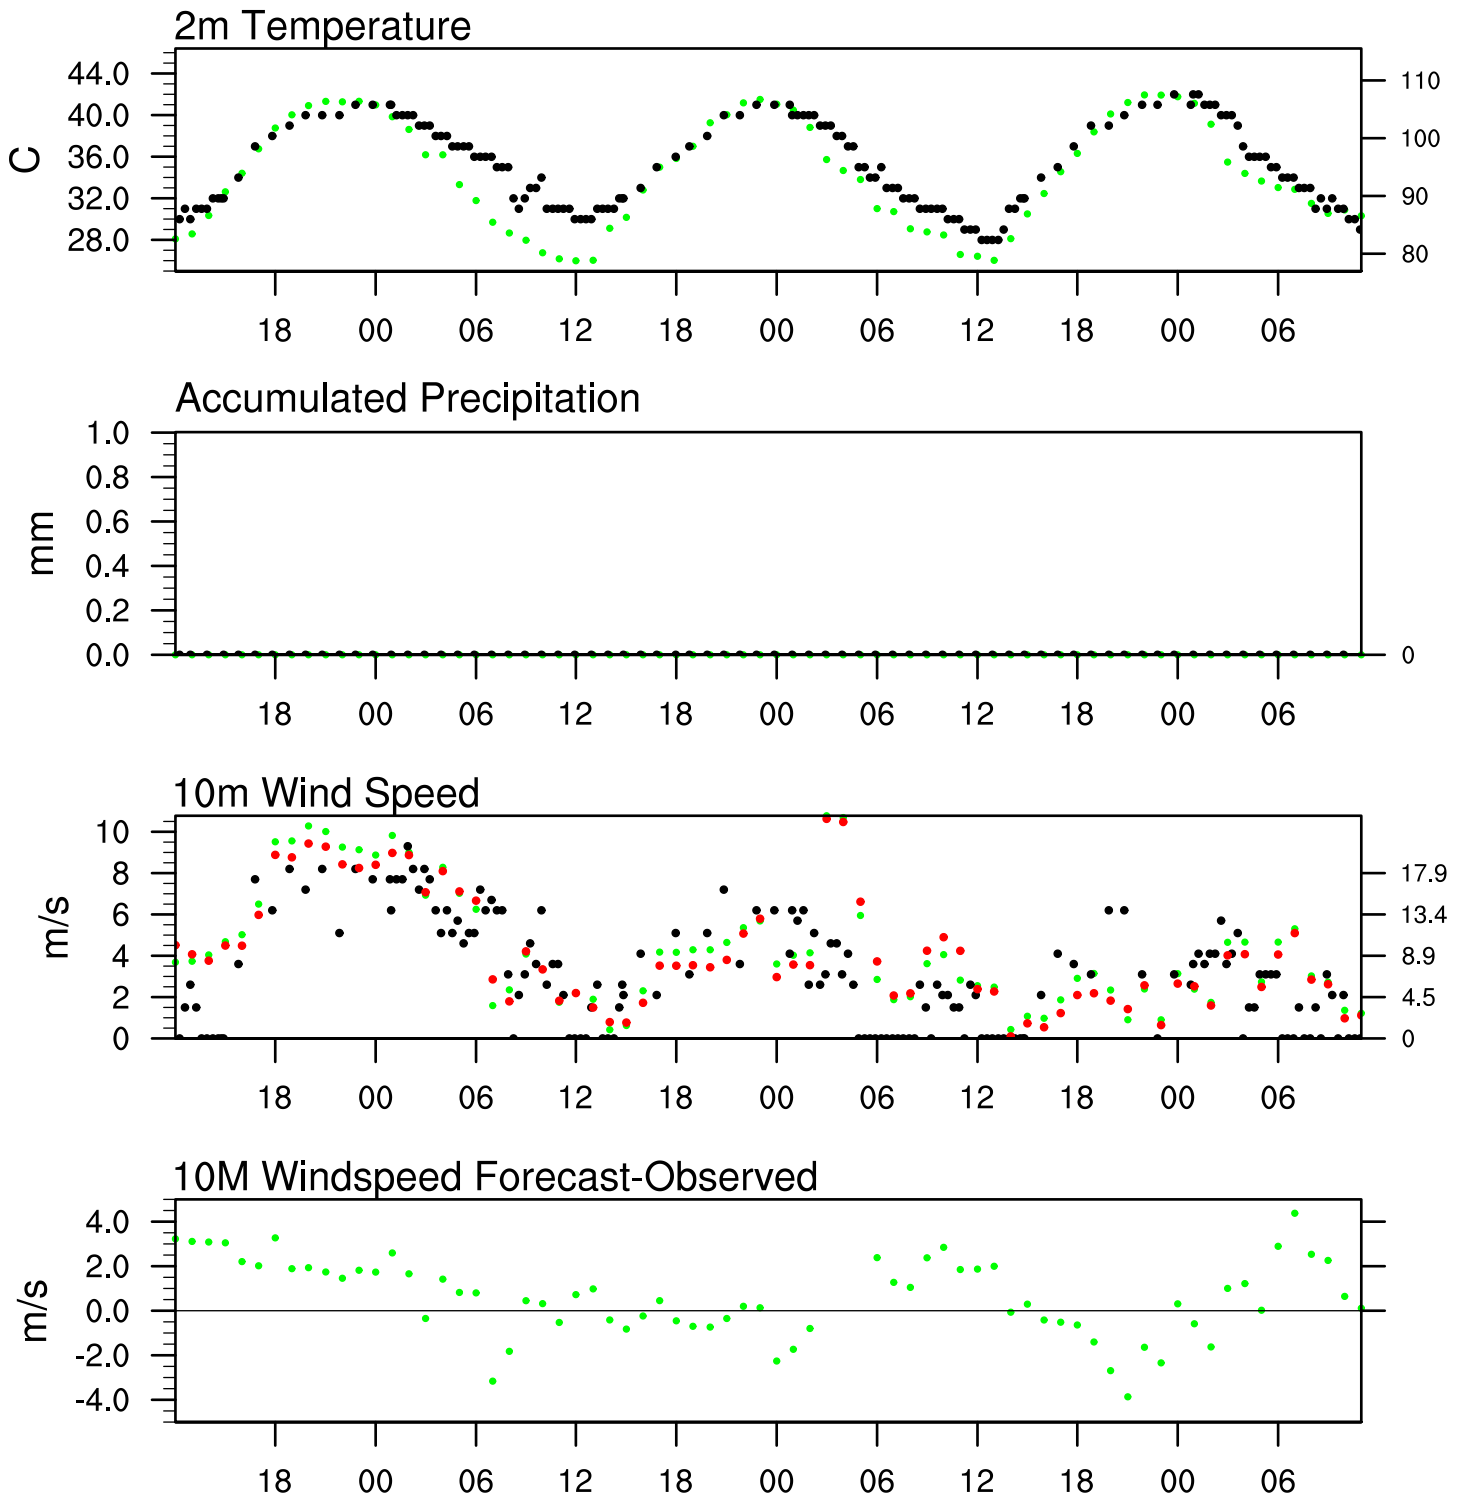 2m Temperature
44.0
40.0
36.0
32.0
28.0
C
110
100
90
80
18 00 06 12 18 00 06 12 18 00 06
Accumulated Precipitation
1.0
0.8
0.6
0.4
0.2
0.0
mm
0
18 00 06 12 18 00 06 12 18 00 06
10m Wind Speed
10
8
6
4
2
0
m/s
17.9
13.4
8.9
4.5
0
18 00 06 12 18 00 06 12 18 00 06
10M Windspeed Forecast-Observed
4.0
2.0
0.0
-2.0
-4.0
m/s
18 00 06 12 18 00 06 12 18 00 06